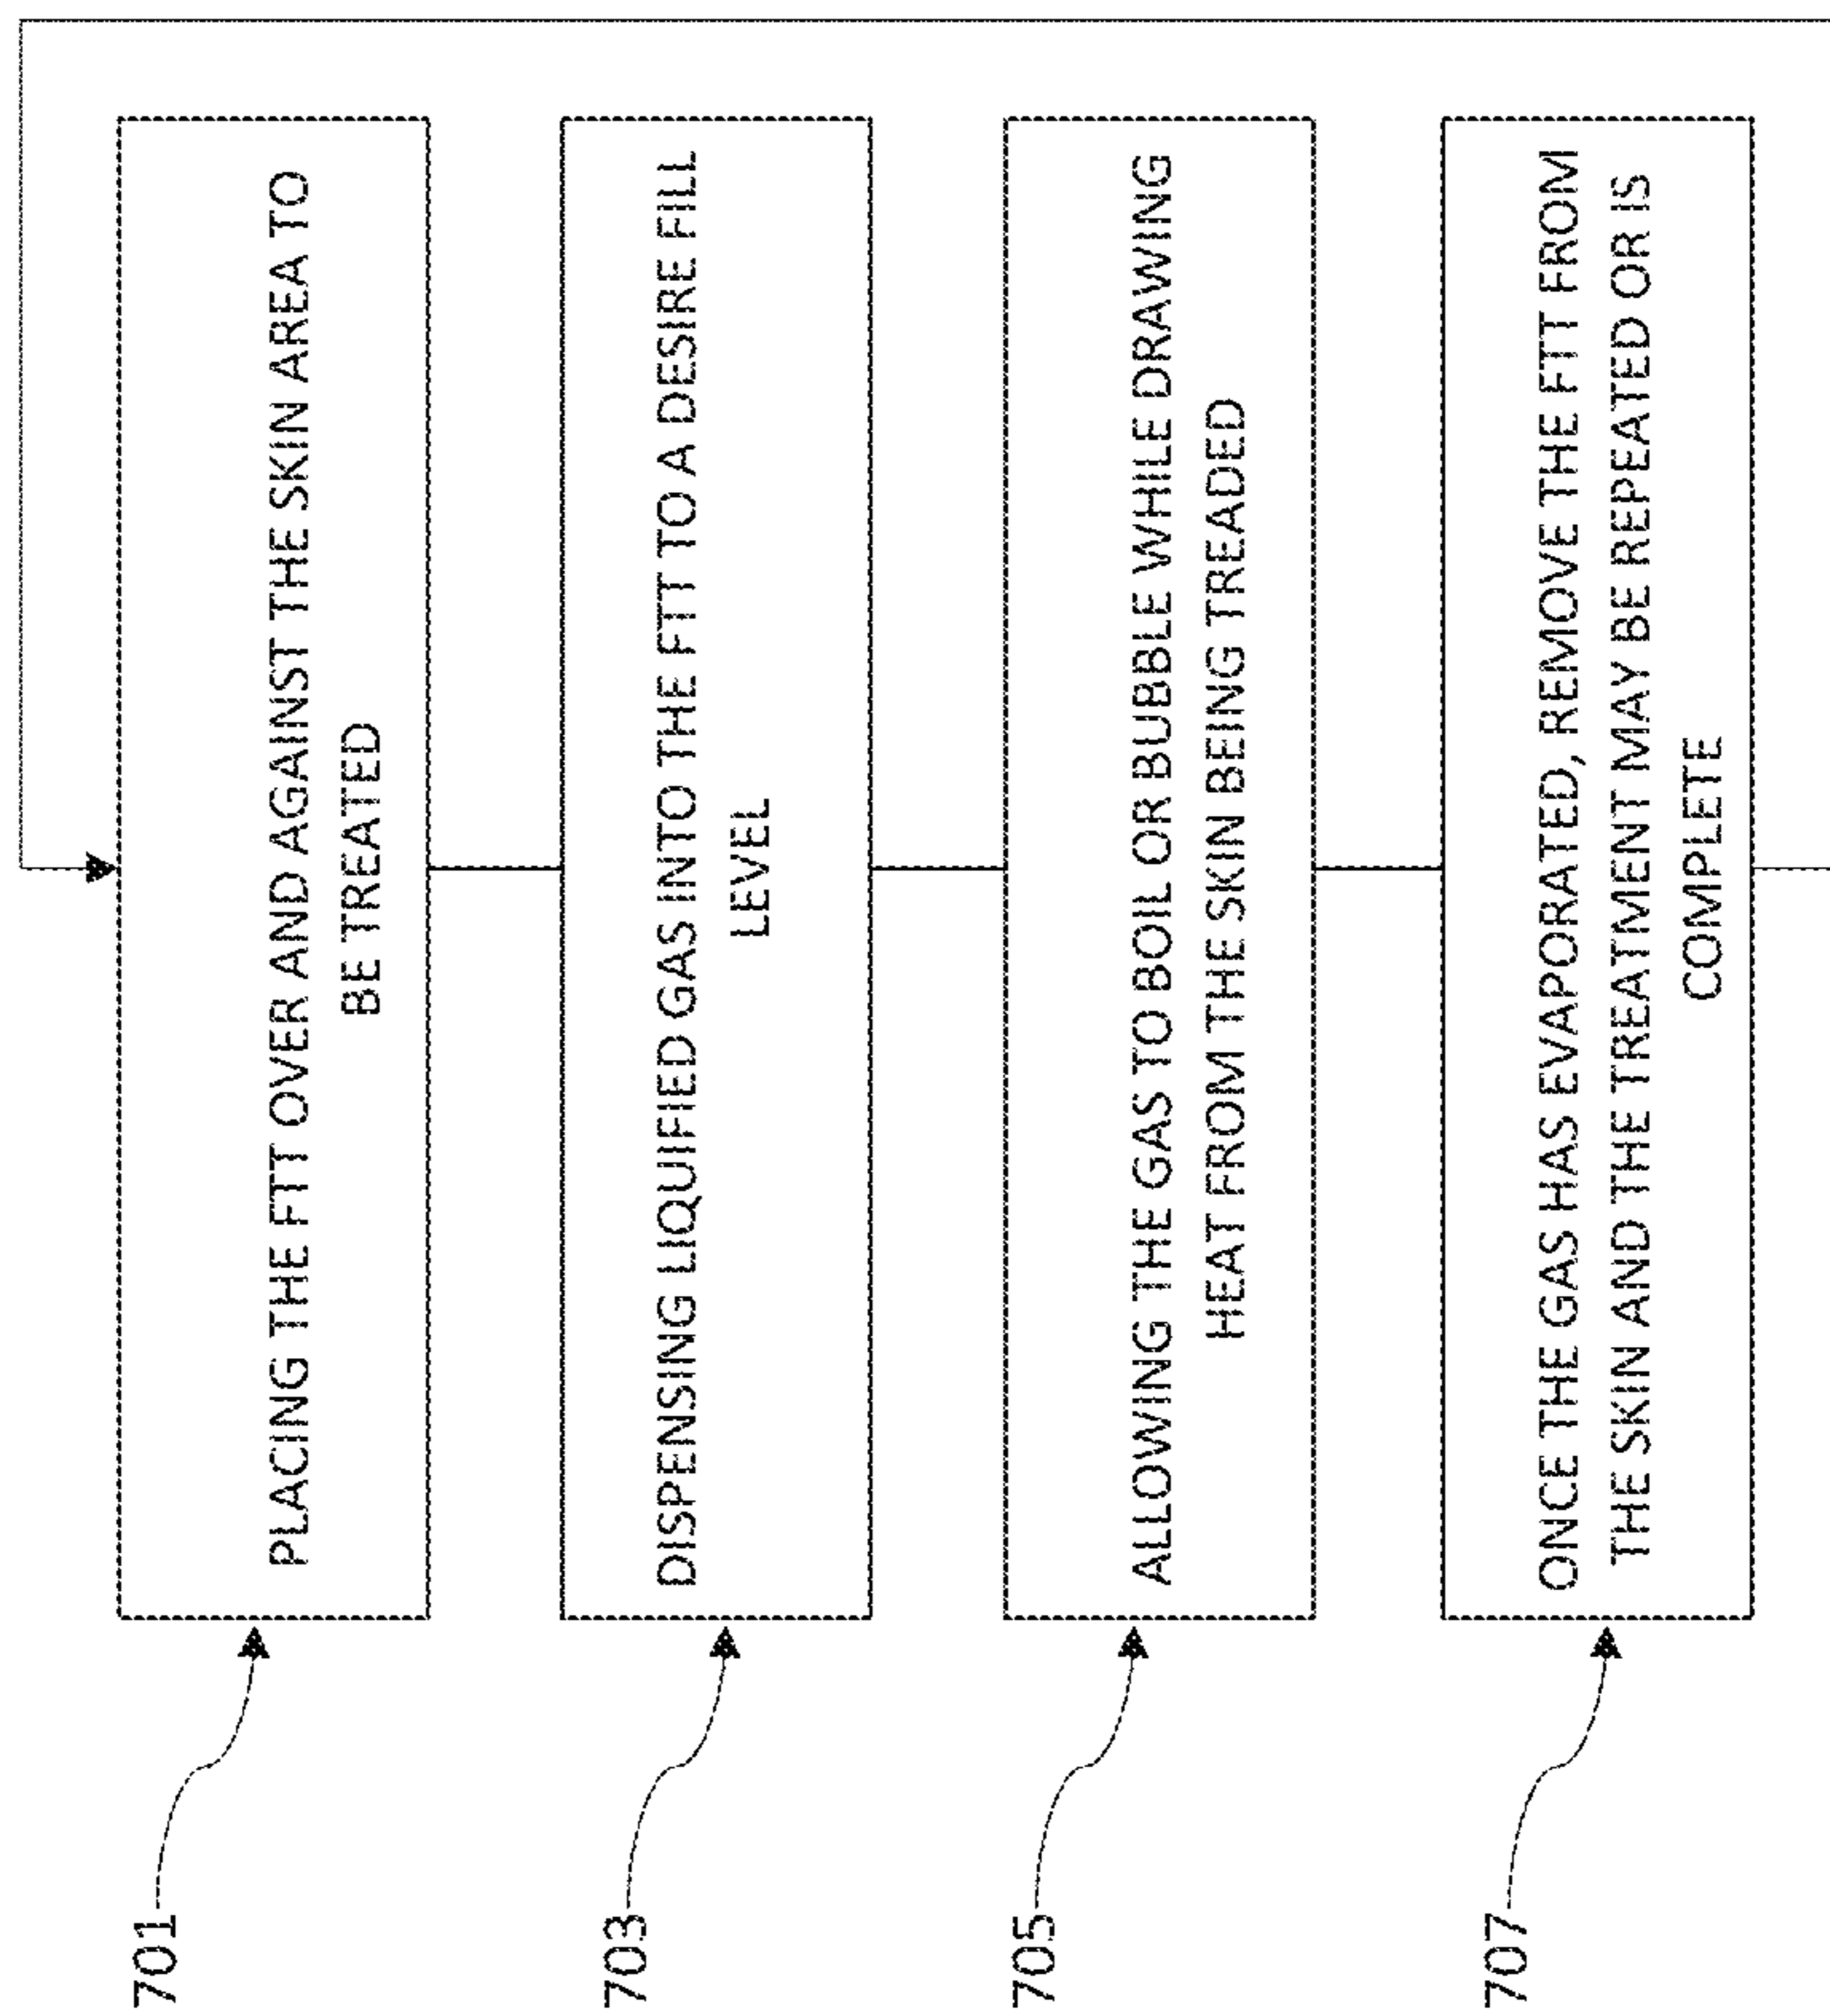 701
PLACING THE FTT OVER AND AGAINST THE SKIN AREA TO
BE TREATED
703
DISPENSING LIQUIFIED GAS INTO THE FTT TO A DESIRE FILL
LEVEL
705
ALLOWING THE GAS TO BOIL OR BUBBLE WHILE DRAWING
HEAT FROM THE SKIN BEING TREADED
707
ONCE THE GAS HAS EVAPORATED, REMOVE THE FTT FROM
THE SKIN AND THE TREATMENT MAY BE REPEATED OR IS
COMPLETE